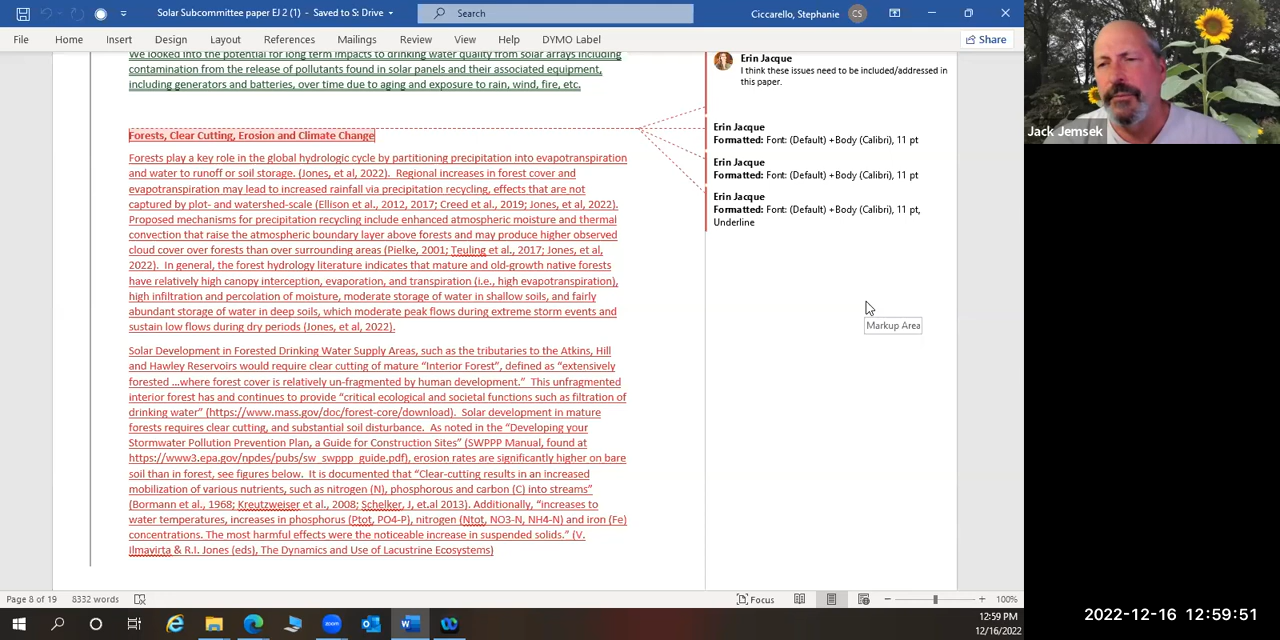 Solar Subcommittee paper EJ 2 (1) - Saved to S: Drive
Search
Ciccarello, Stephanie
CS
File Home Insert Design Layout References Mailings Review View Help DYMO Label
Share
We looked into the potential for long term impacts to drinking water quality from solar arrays including
contamination from the release of pollutants found in solar panels and their associated equipment,
including generators and batteries, over time due to aging and exposure to rain, wind, fire, etc.
Forests, Clear Cutting, Erosion and Climate Change
Forests play a key role in the global hydrologic cycle by partitioning precipitation into evapotranspiration
and water to runoff or soil storage. (Jones, et al, 2022). Regional increases in forest cover and
evapotranspiration may lead to increased rainfall via precipitation recycling, effects that are not
captured by plot- and watershed-scale (Ellison et al., 2012, 2017; Creed et al., 2019; Jones, et al, 2022).
Proposed mechanisms for precipitation recycling include enhanced atmospheric moisture and thermal
convection that raise the atmospheric boundary layer above forests and may produce higher observed
cloud cover over forests than over surrounding areas (Pielke, 2001; Teuling et al., 2017; Jones, et al,
2022). In general, the forest hydrology literature indicates that mature and old-growth native forests
have relatively high canopy interception, evaporation, and transpiration (i.e., high evapotranspiration),
high infiltration and percolation of moisture, moderate storage of water in shallow soils, and fairly
abundant storage of water in deep soils, which moderate peak flows during extreme storm events and
sustain low flows during dry periods (Jones, et al, 2022).
Solar Development in Forested Drinking Water Supply Areas, such as the tributaries to the Atkins, Hill
and Hawley Reservoirs would require clear cutting of mature “Interior Forest”, defined as “extensively
forested …where forest cover is relatively un-fragmented by human development.” This unfragmented
interior forest has and continues to provide “critical ecological and societal functions such as filtration of
drinking water” (https://www.mass.gov/doc/forest-core/download). Solar development in mature
forests requires clear cutting, and substantial soil disturbance. As noted in the “Developing your
Stormwater Pollution Prevention Plan, a Guide for Construction Sites” (SWPPP Manual, found at
https://www3.epa.gov/npdes/pubs/sw_swppp_guide.pdf), erosion rates are significantly higher on bare
soil than in forest, see figures below. It is documented that “Clear-cutting results in an increased
mobilization of various nutrients, such as nitrogen (N), phosphorous and carbon (C) into streams”
(Bormann et al., 1968; Kreutzweiser et al., 2008; Schelker, J, et.al 2013). Additionally, “increases to
water temperatures, increases in phosphorus (Ptot, PO4-P), nitrogen (Ntot, NO3-N, NH4-N) and iron (Fe)
concentrations. The most harmful effects were the noticeable increase in suspended solids.” (V.
Ilmavirta & R.I. Jones (eds), The Dynamics and Use of Lacustrine Ecosystems)
Erin Jacque
I think these issues need to be included/addressed in
this paper.
Erin Jacque
Formatted: Font: (Default) +Body (Calibri), 11 pt
Erin Jacque
Formatted: Font: (Default) +Body (Calibri), 11 pt
Erin Jacque
Formatted: Font: (Default) +Body (Calibri), 11 pt,
Underline
Markup Area
Jack Jemsek
Page 8 of 19 8332 words
Focus
100%
zoom
12:59 PM
12/16/2022
2022-12-16 12:59:51